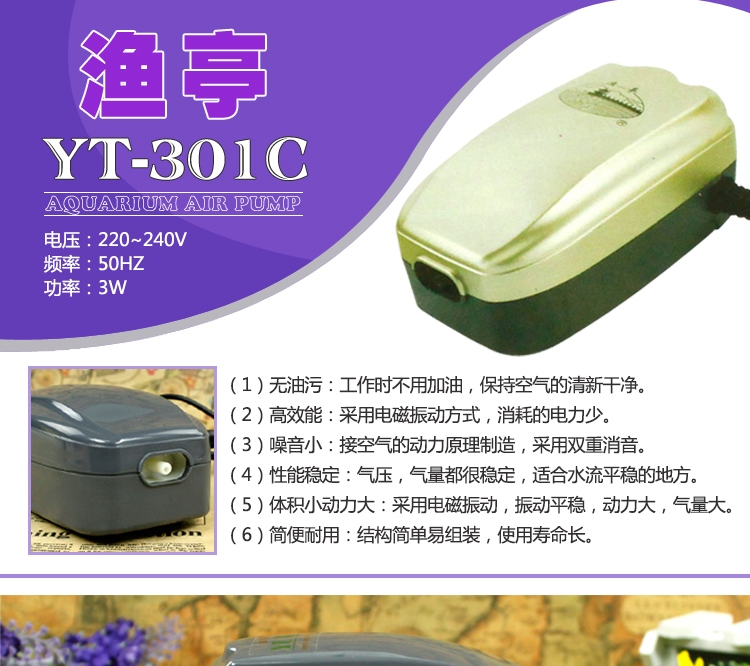 渔亭
YT-301C
AQUARIUM AIR PUMP
电压：220~240V
频率：50HZ
功率：3W
®
（1）无油污：工作时不用加油，保持空气的清新干净。
（2）高效能：采用电磁振动方式，消耗的电力少。
（3）噪音小：接空气的动力原理制造，采用双重消音。
（4）性能稳定：气压，气量都很稳定，适合水流平稳的地方。
（5）体积小动力大：采用电磁振动，振动平稳，动力大，气量大。
（6）简便耐用：结构简单易组装，使用寿命长。